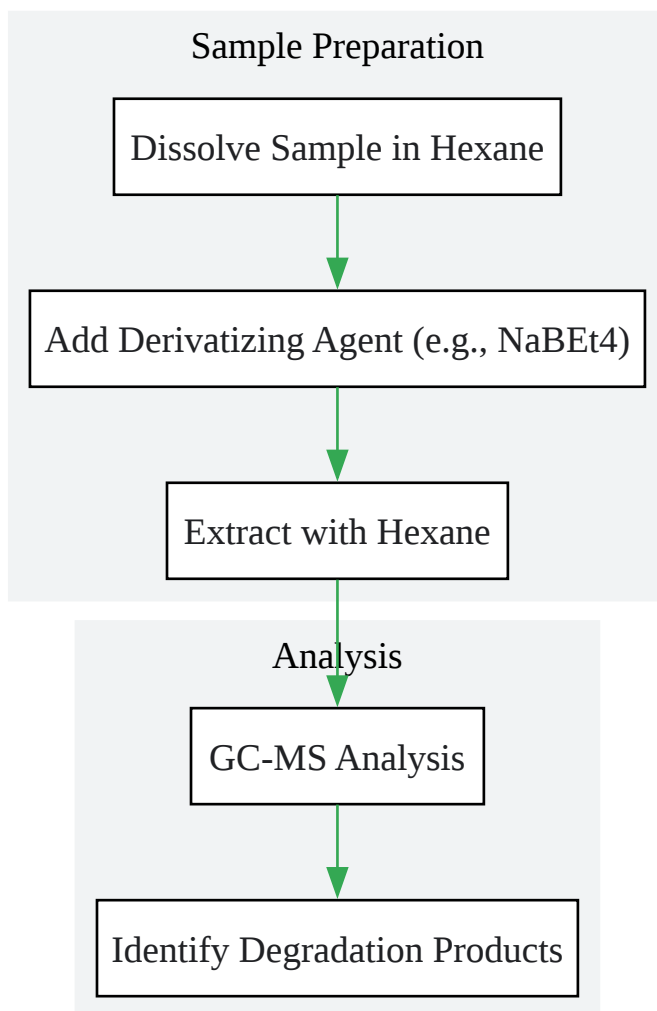 Sample Preparation
Dissolve Sample in Hexane
Add Derivatizing Agent (e.g., NaBEt4)
Extract with Hexane
Analysis
GC-MS Analysis
Identify Degradation Products